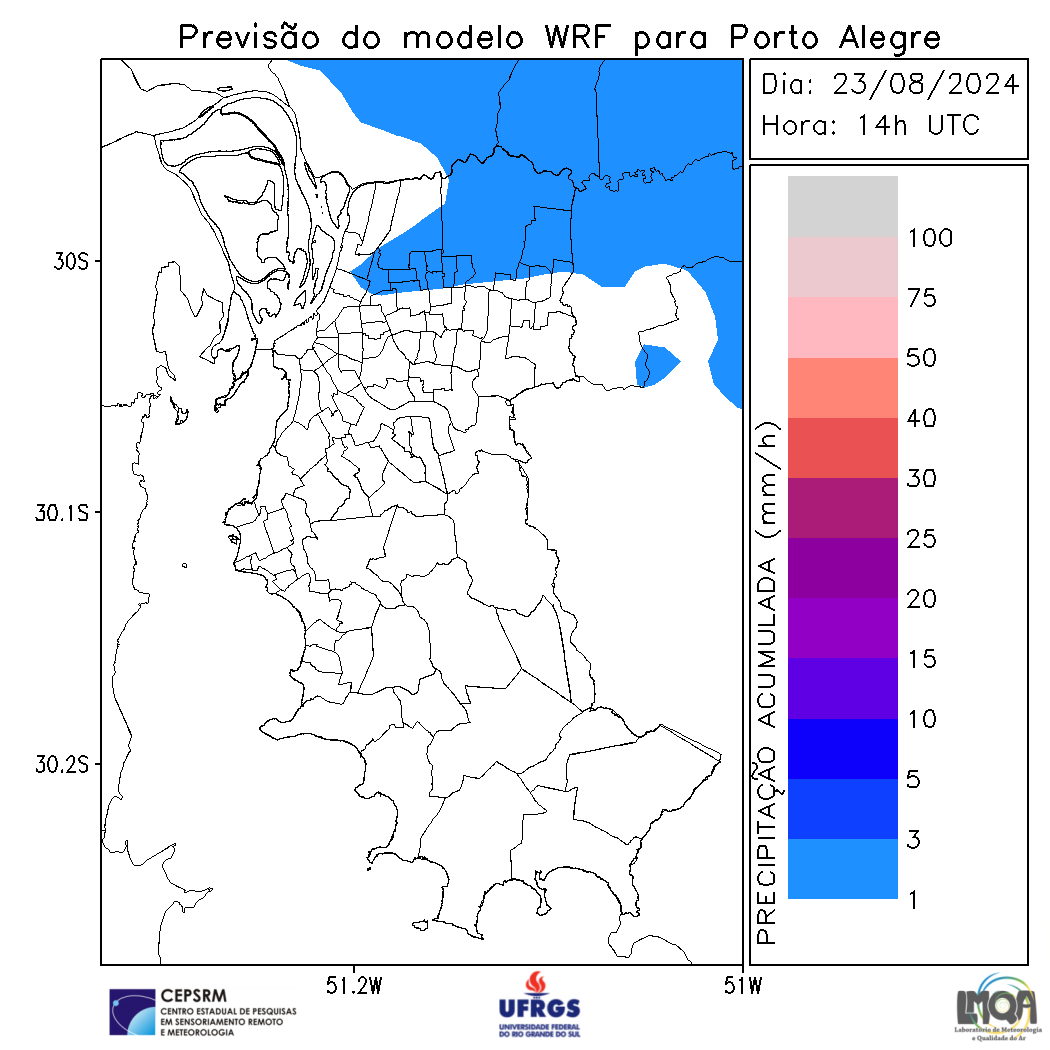 Previsão do modelo WRF para Porto Alegre
Dia: 23/08/2024
Hora: 14h UTC
30S
30.1S
30.2S
51.2W
51W
PRECIPITAÇÃO ACUMULADA (mm/h)
100
75
50
40
30
25
20
15
10
5
3
1
CEPSRM
CENTRO ESTADUAL DE PESQUISAS
EM SENSORIAMENTO REMOTO
E METEOROLOGIA
UFRGS
UNIVERSIDADE FEDERAL
DO RIO GRANDE DO SUL
LMQA
Laboratório de Meteorologia
e Qualidade do Ar